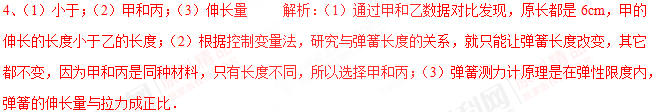 4、（1）小于；（2）甲和丙；（3）伸长量　　解析：（1）通过甲和乙数据对比发现，原长都是 6cm，甲的
伸长的长度小于乙的长度；（2）根据控制变量法，研究与弹簧长度的关系，就只能让弹簧长度改变，其它
都不变，因为甲和丙是同种材料，只有长度不同，所以选择甲和丙；（3）弹簧测力计原理是在弹性限度内，
弹簧的伸长量与拉力成正比．